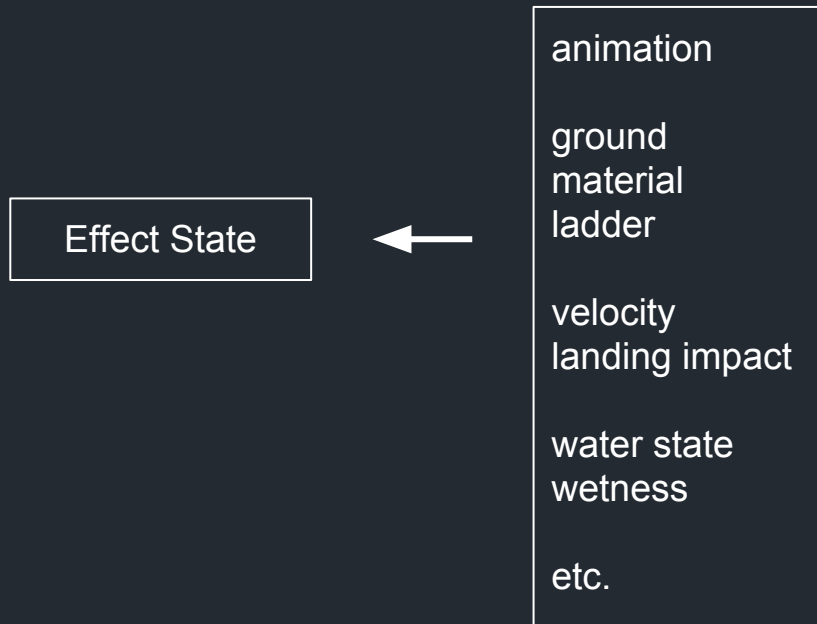 Effect State
animation
ground
material
ladder
velocity
landing impact
water state
wetness
etc.